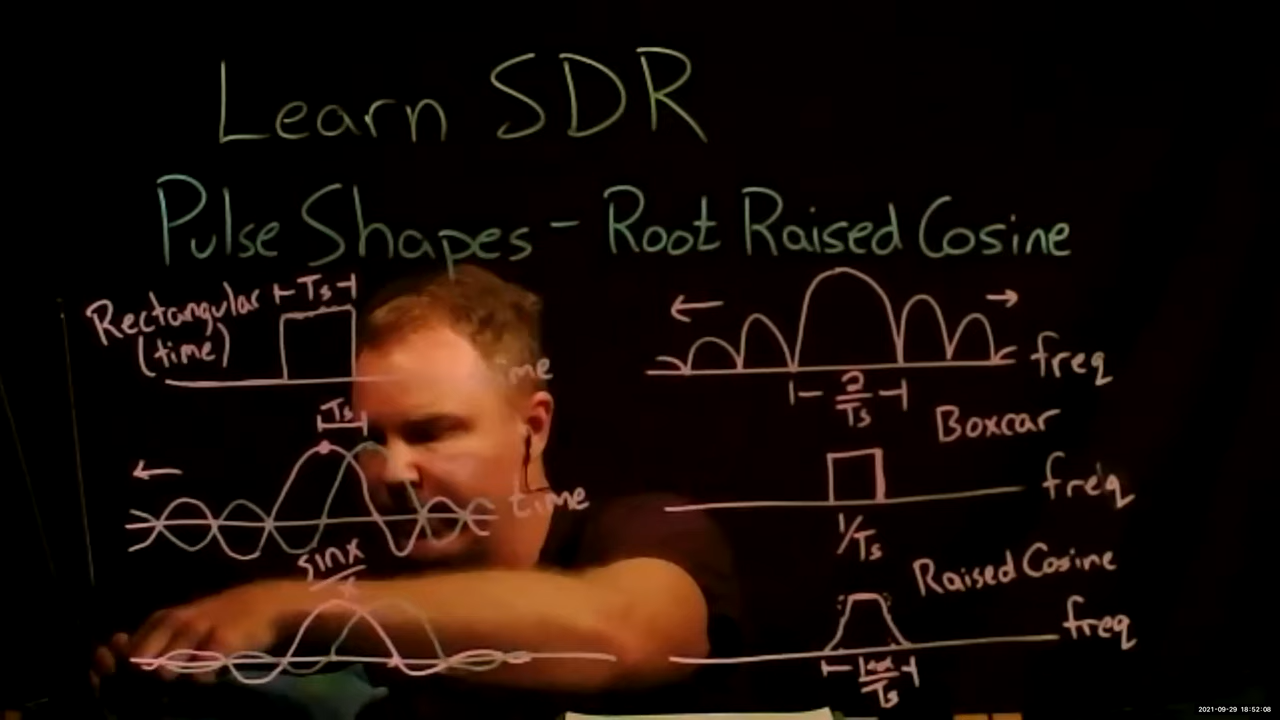 Learn SDR
Pulse Shapes - Root Raised Cosine
Rectangular
(time)
Ts
freq
2/Ts
Ts
time
Boxcar
freq
1/Ts
sinx
Raised Cosine
freq
Ts
2021-09-29 18:52:08